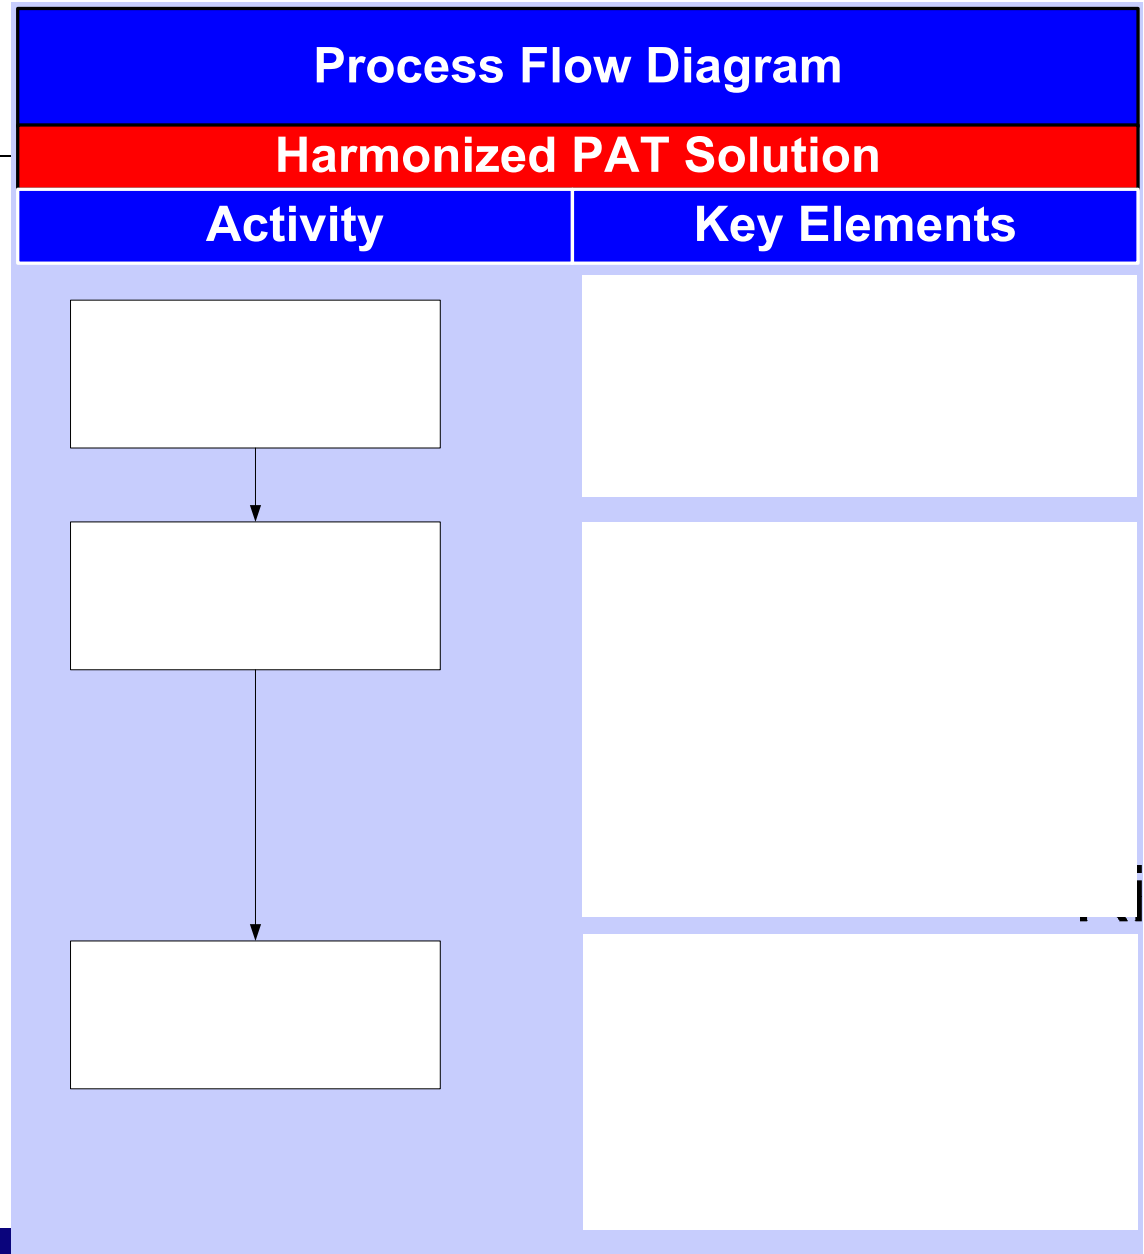 Process Flow Diagram
Harmonized PAT Solution
Activity
Key Elements